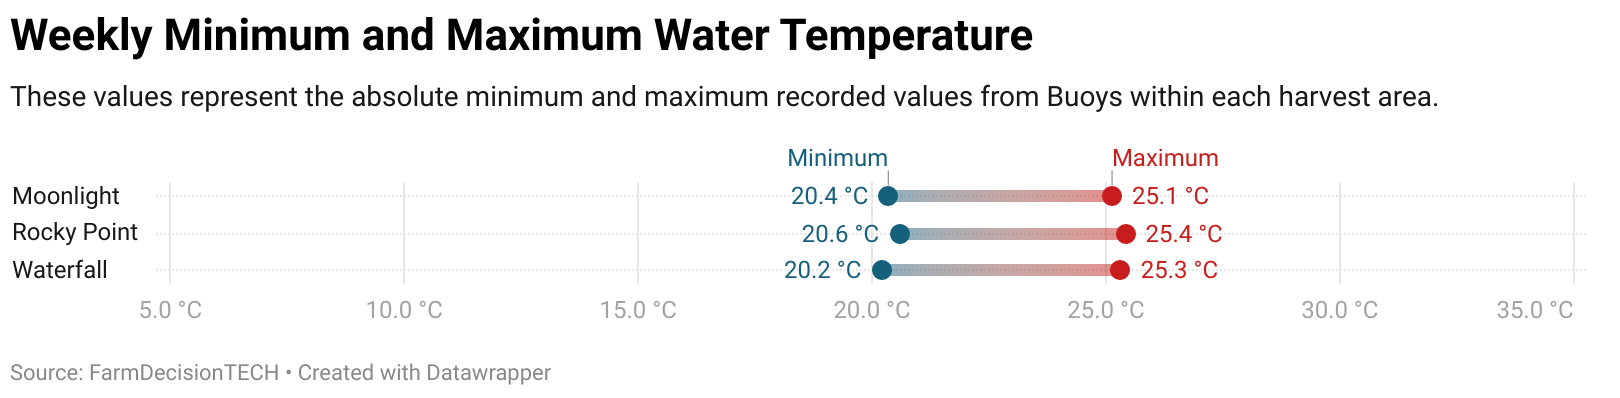 Weekly Minimum and Maximum Water Temperature
These values represent the absolute minimum and maximum recorded values from Buoys within each harvest area.
Minimum Maximum
Moonlight 20.4 °C 25.1 °C
Rocky Point 20.6 °C 25.4 °C
Waterfall 20.2 °C 25.3 °C
5.0 °C 10.0 °C 15.0 °C 20.0 °C 25.0 °C 30.0 °C 35.0 °C
Source: FarmDecisionTECH • Created with Datawrapper